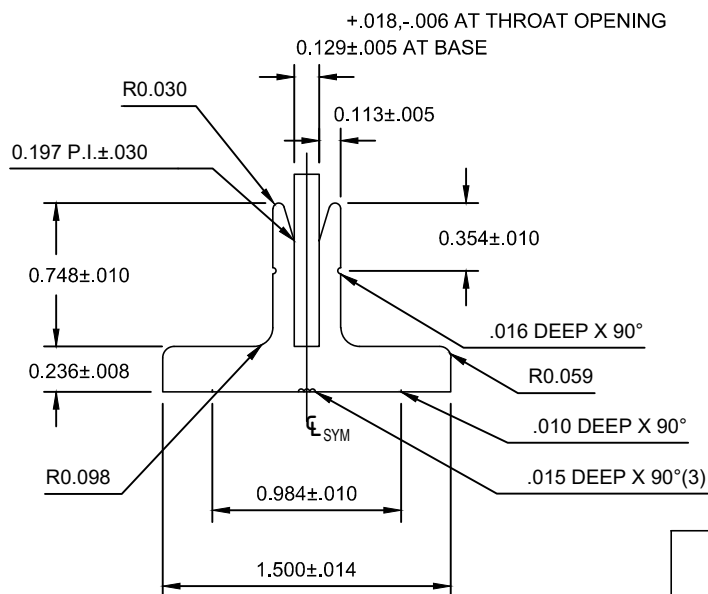 +.018,-.006 AT THROAT OPENING
0.129±.005 AT BASE
R0.030
0.113±.005
0.197 P.I.±.030
0.354±.010
0.748±.010
.016 DEEP X 90°
0.236±.008
R0.059
℄ SYM
.010 DEEP X 90°
R0.098
.015 DEEP X 90°(3)
0.984±.010
1.500±.014